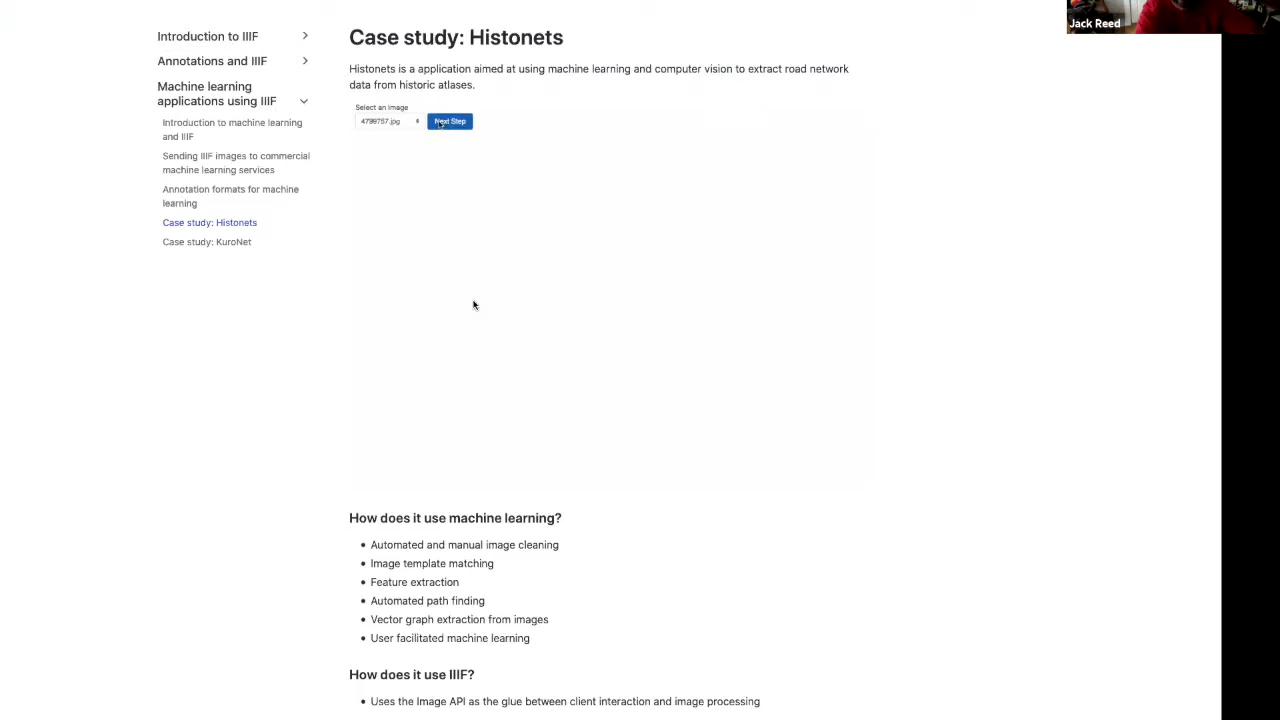 Jack Reed
Introduction to IIIF
Annotations and IIIF
Machine learning
applications using IIIF
Introduction to machine learning
and IIIF
Sending IIIF images to commercial
machine learning services
Annotation formats for machine
learning
Case study: Histonets
Case study: KuroNet
Case study: Histonets
Histonets is a application aimed at using machine learning and computer vision to extract road network
data from historic atlases.
Select an image
4799757.jpg
Next Step
How does it use machine learning?
Automated and manual image cleaning
Image template matching
Feature extraction
Automated path finding
Vector graph extraction from images
User facilitated machine learning
How does it use IIIF?
Uses the Image API as the glue between client interaction and image processing